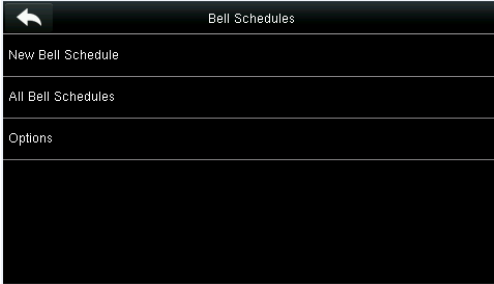 Bell Schedules
New Bell Schedule
All Bell Schedules
Options